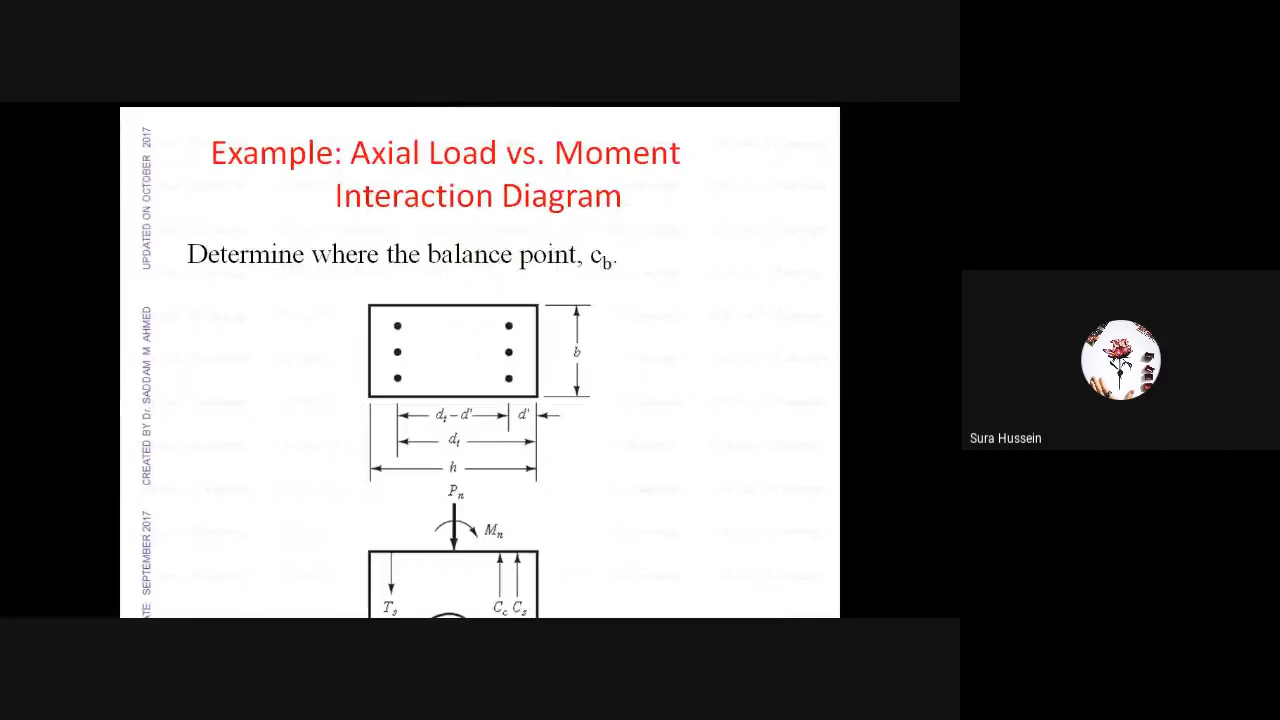 Example: Axial Load vs. Moment
Interaction Diagram
Determine where the balance point, cb.
b
dt – d'
d'
dt
h
Pn
Mn
Ts
Cc Cs
UPDATED ON OCTOBER 2017
CREATED BY Dr. SADDAM M AHMED
SEPTEMBER 2017
Sura Hussein